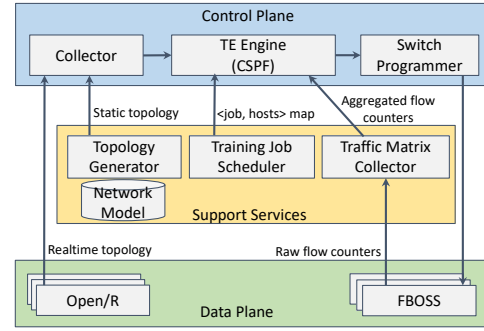 Control Plane
Collector
TE Engine
(CSPF)
Switch
Programmer
Static topology
<job, hosts> map
Aggregated flow
counters
Topology
Generator
Training Job
Scheduler
Traffic Matrix
Collector
Network
Model
Support Services
Realtime topology
Raw flow counters
Open/R
FBOSS
Data Plane